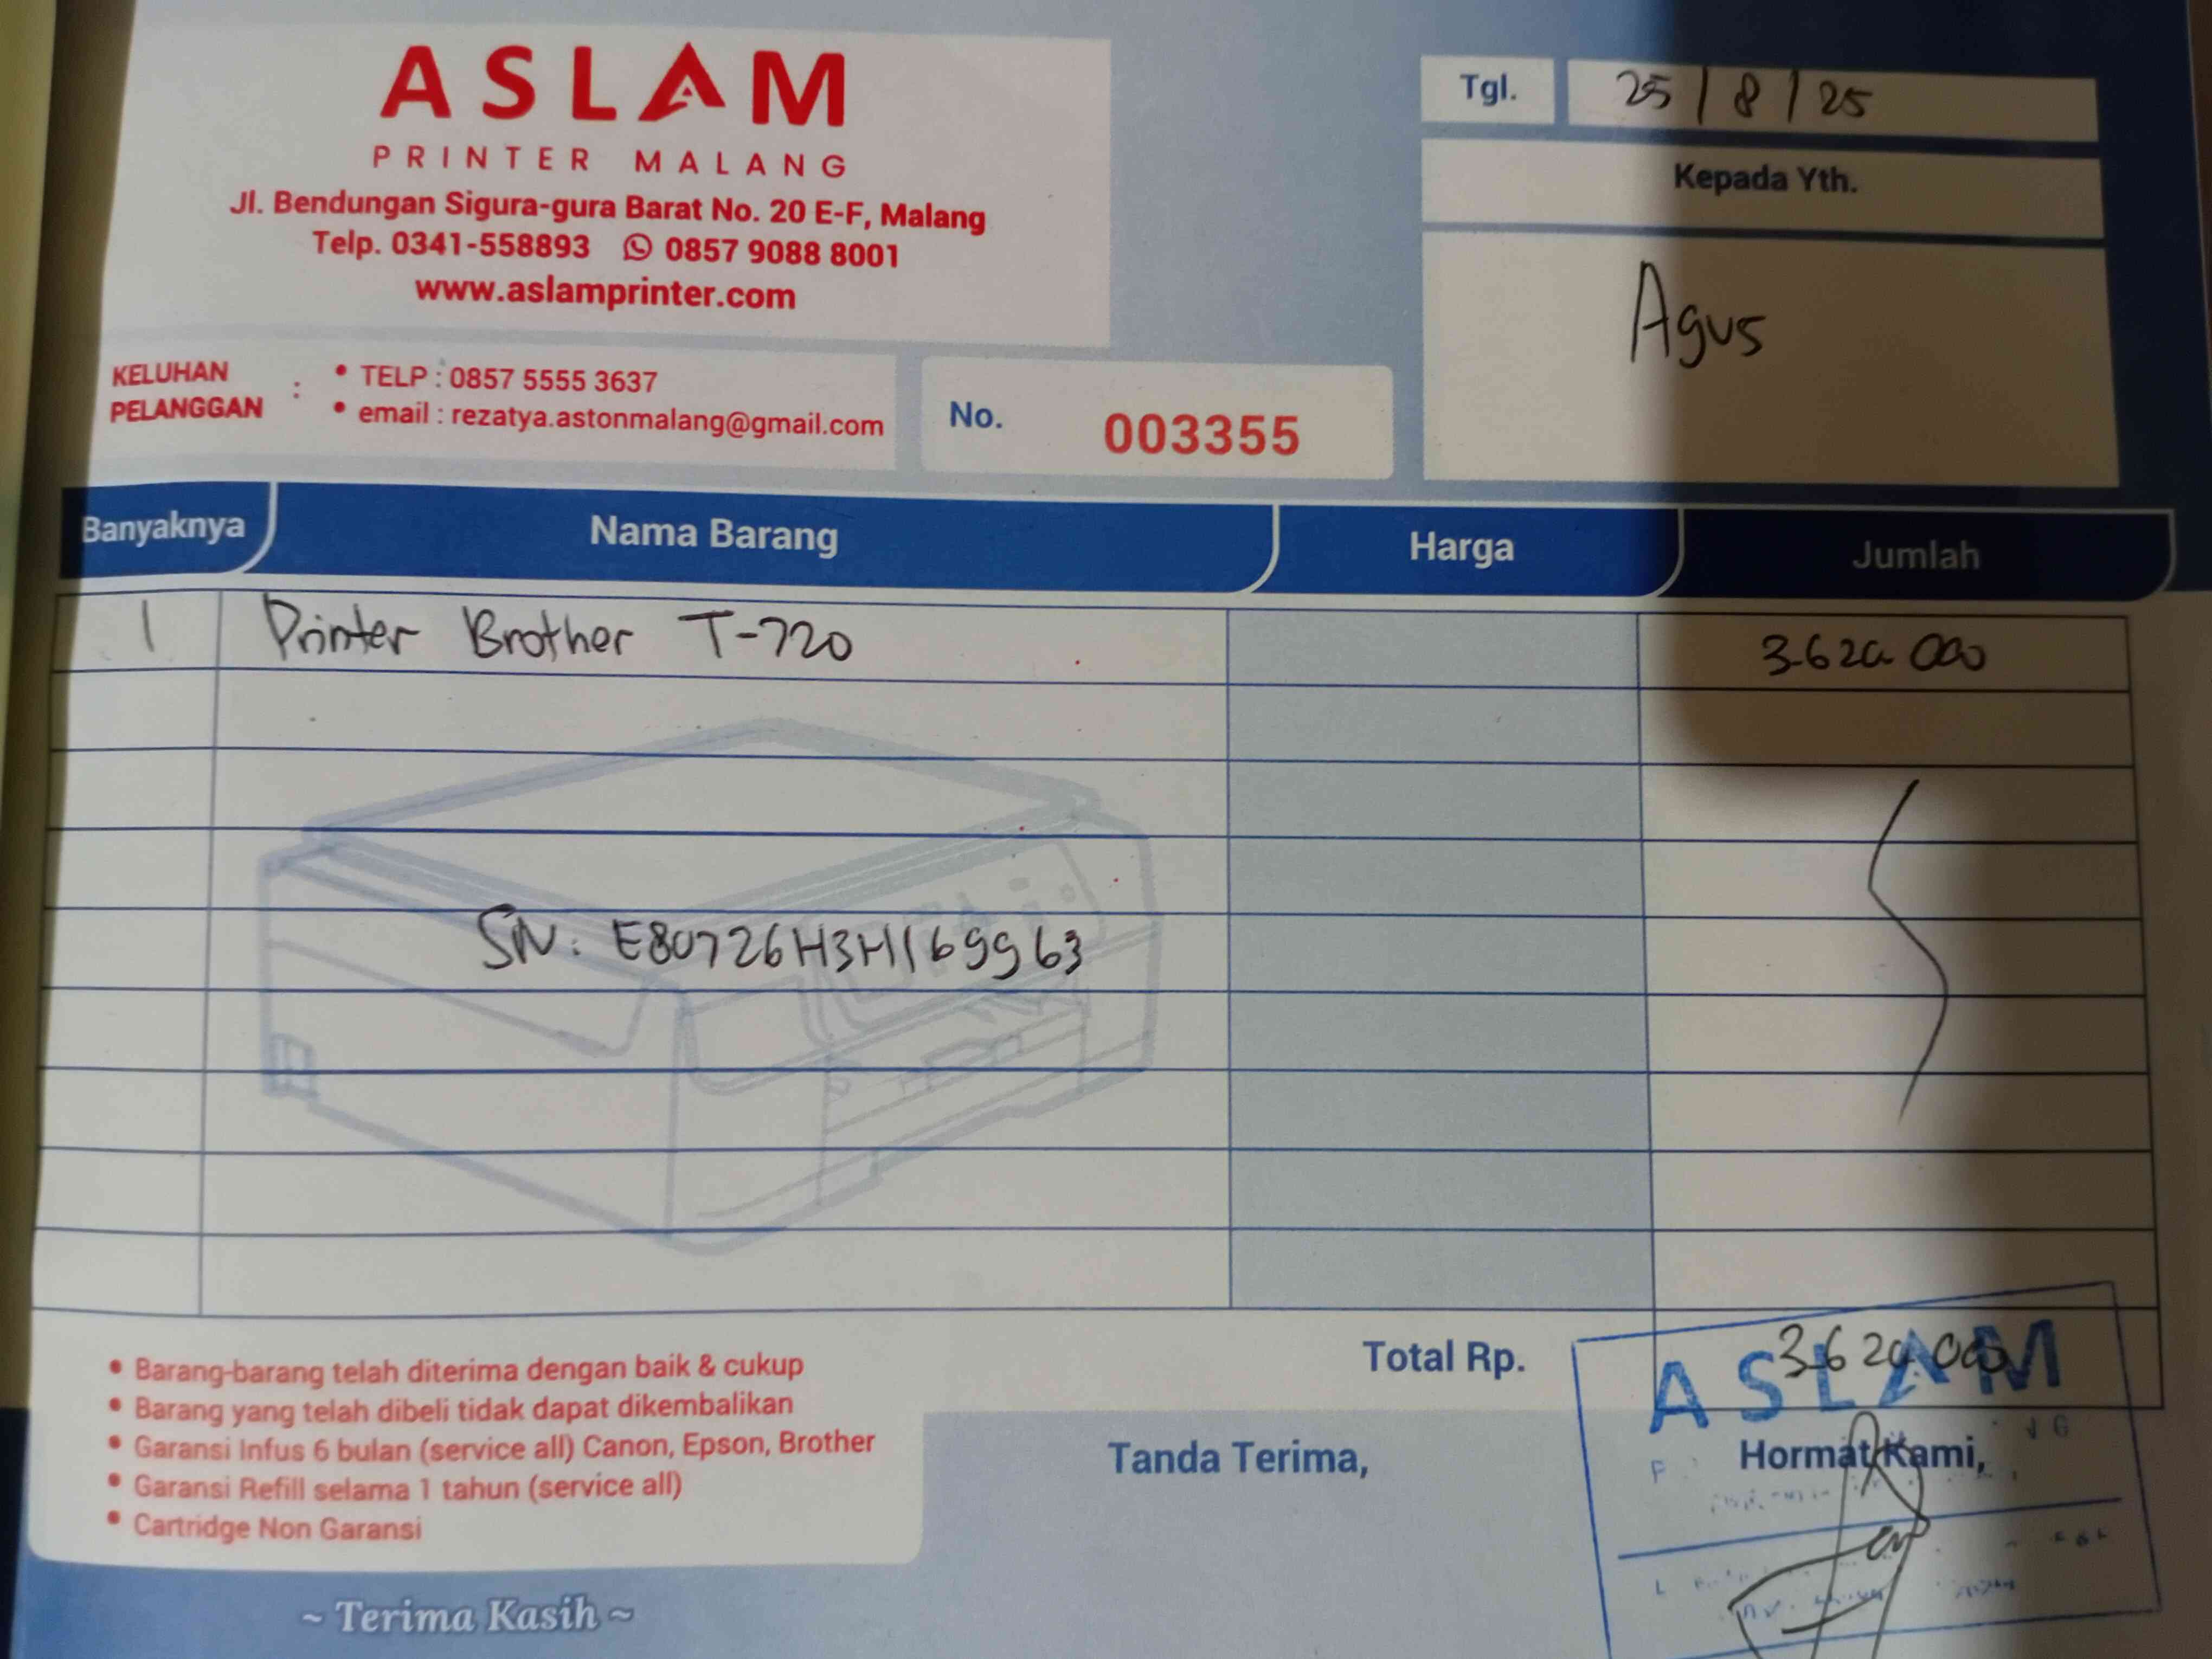 ASLAM
PRINTER MALANG
Jl. Bendungan Sigura-gura Barat No. 20 E-F, Malang
Telp. 0341-558893 0857 9088 8001
www.aslamprinter.com
Tgl. 25/8/25
Kepada Yth.
Agus
KELUHAN PELANGGAN :
• TELP : 0857 5555 3637
• email : rezatya.astonmalang@gmail.com
No. 003355
Banyaknya Nama Barang Harga Jumlah
1 Printer Brother T-720 3.620.000
SN: E80726H3H169963
Total Rp. 3.620.000
ASLAM
• Barang-barang telah diterima dengan baik & cukup
• Barang yang telah dibeli tidak dapat dikembalikan
• Garansi Infus 6 bulan (service all) Canon, Epson, Brother
• Garansi Refill selama 1 tahun (service all)
• Cartridge Non Garansi
Tanda Terima,
Hormat Kami,
~ Terima Kasih ~